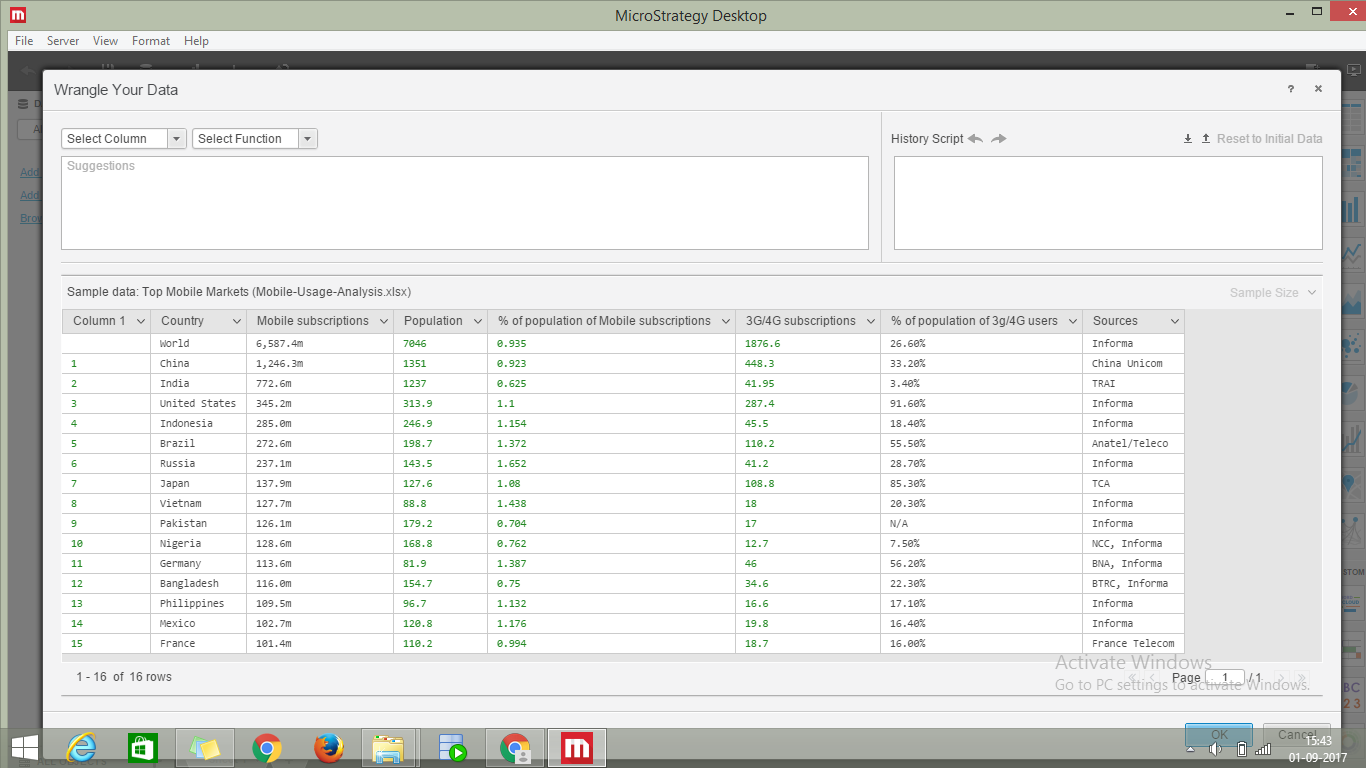 MicroStrategy Desktop
File Server View Format Help
Wrangle Your Data
? ×
Select Column Select Function
History Script Reset to Initial Data
Suggestions
Add
Add
Brow
Sample data: Top Mobile Markets (Mobile-Usage-Analysis.xlsx)
Sample Size
Column 1 Country Mobile subscriptions Population % of population of Mobile subscriptions 3G/4G subscriptions % of population of 3g/4G users Sources
World 6,587.4m 7046 0.935 1876.6 26.60% Informa
1 China 1,246.3m 1351 0.923 448.3 33.20% China Unicom
2 India 772.6m 1237 0.625 41.95 3.40% TRAI
3 United States 345.2m 313.9 1.1 287.4 91.60% Informa
4 Indonesia 285.0m 246.9 1.154 45.5 18.40% Informa
5 Brazil 272.6m 198.7 1.372 110.2 55.50% Anatel/Teleco
6 Russia 237.1m 143.5 1.652 41.2 28.70% Informa
7 Japan 137.9m 127.6 1.08 108.8 85.30% TCA
8 Vietnam 127.7m 88.8 1.438 18 20.30% Informa
9 Pakistan 126.1m 179.2 0.704 17 N/A Informa
10 Nigeria 128.6m 168.8 0.762 12.7 7.50% NCC, Informa
11 Germany 113.6m 81.9 1.387 46 56.20% BNA, Informa
12 Bangladesh 116.0m 154.7 0.75 34.6 22.30% BTRC, Informa
13 Philippines 109.5m 96.7 1.132 16.6 17.10% Informa
14 Mexico 102.7m 120.8 1.176 19.8 16.40% Informa
15 France 101.4m 110.2 0.994 18.7 16.00% France Telecom
1 - 16 of 16 rows
Page 1 / 1
Activate Windows
Go to PC settings to activate Windows.
OK Cancel
15:43
01-09-2017